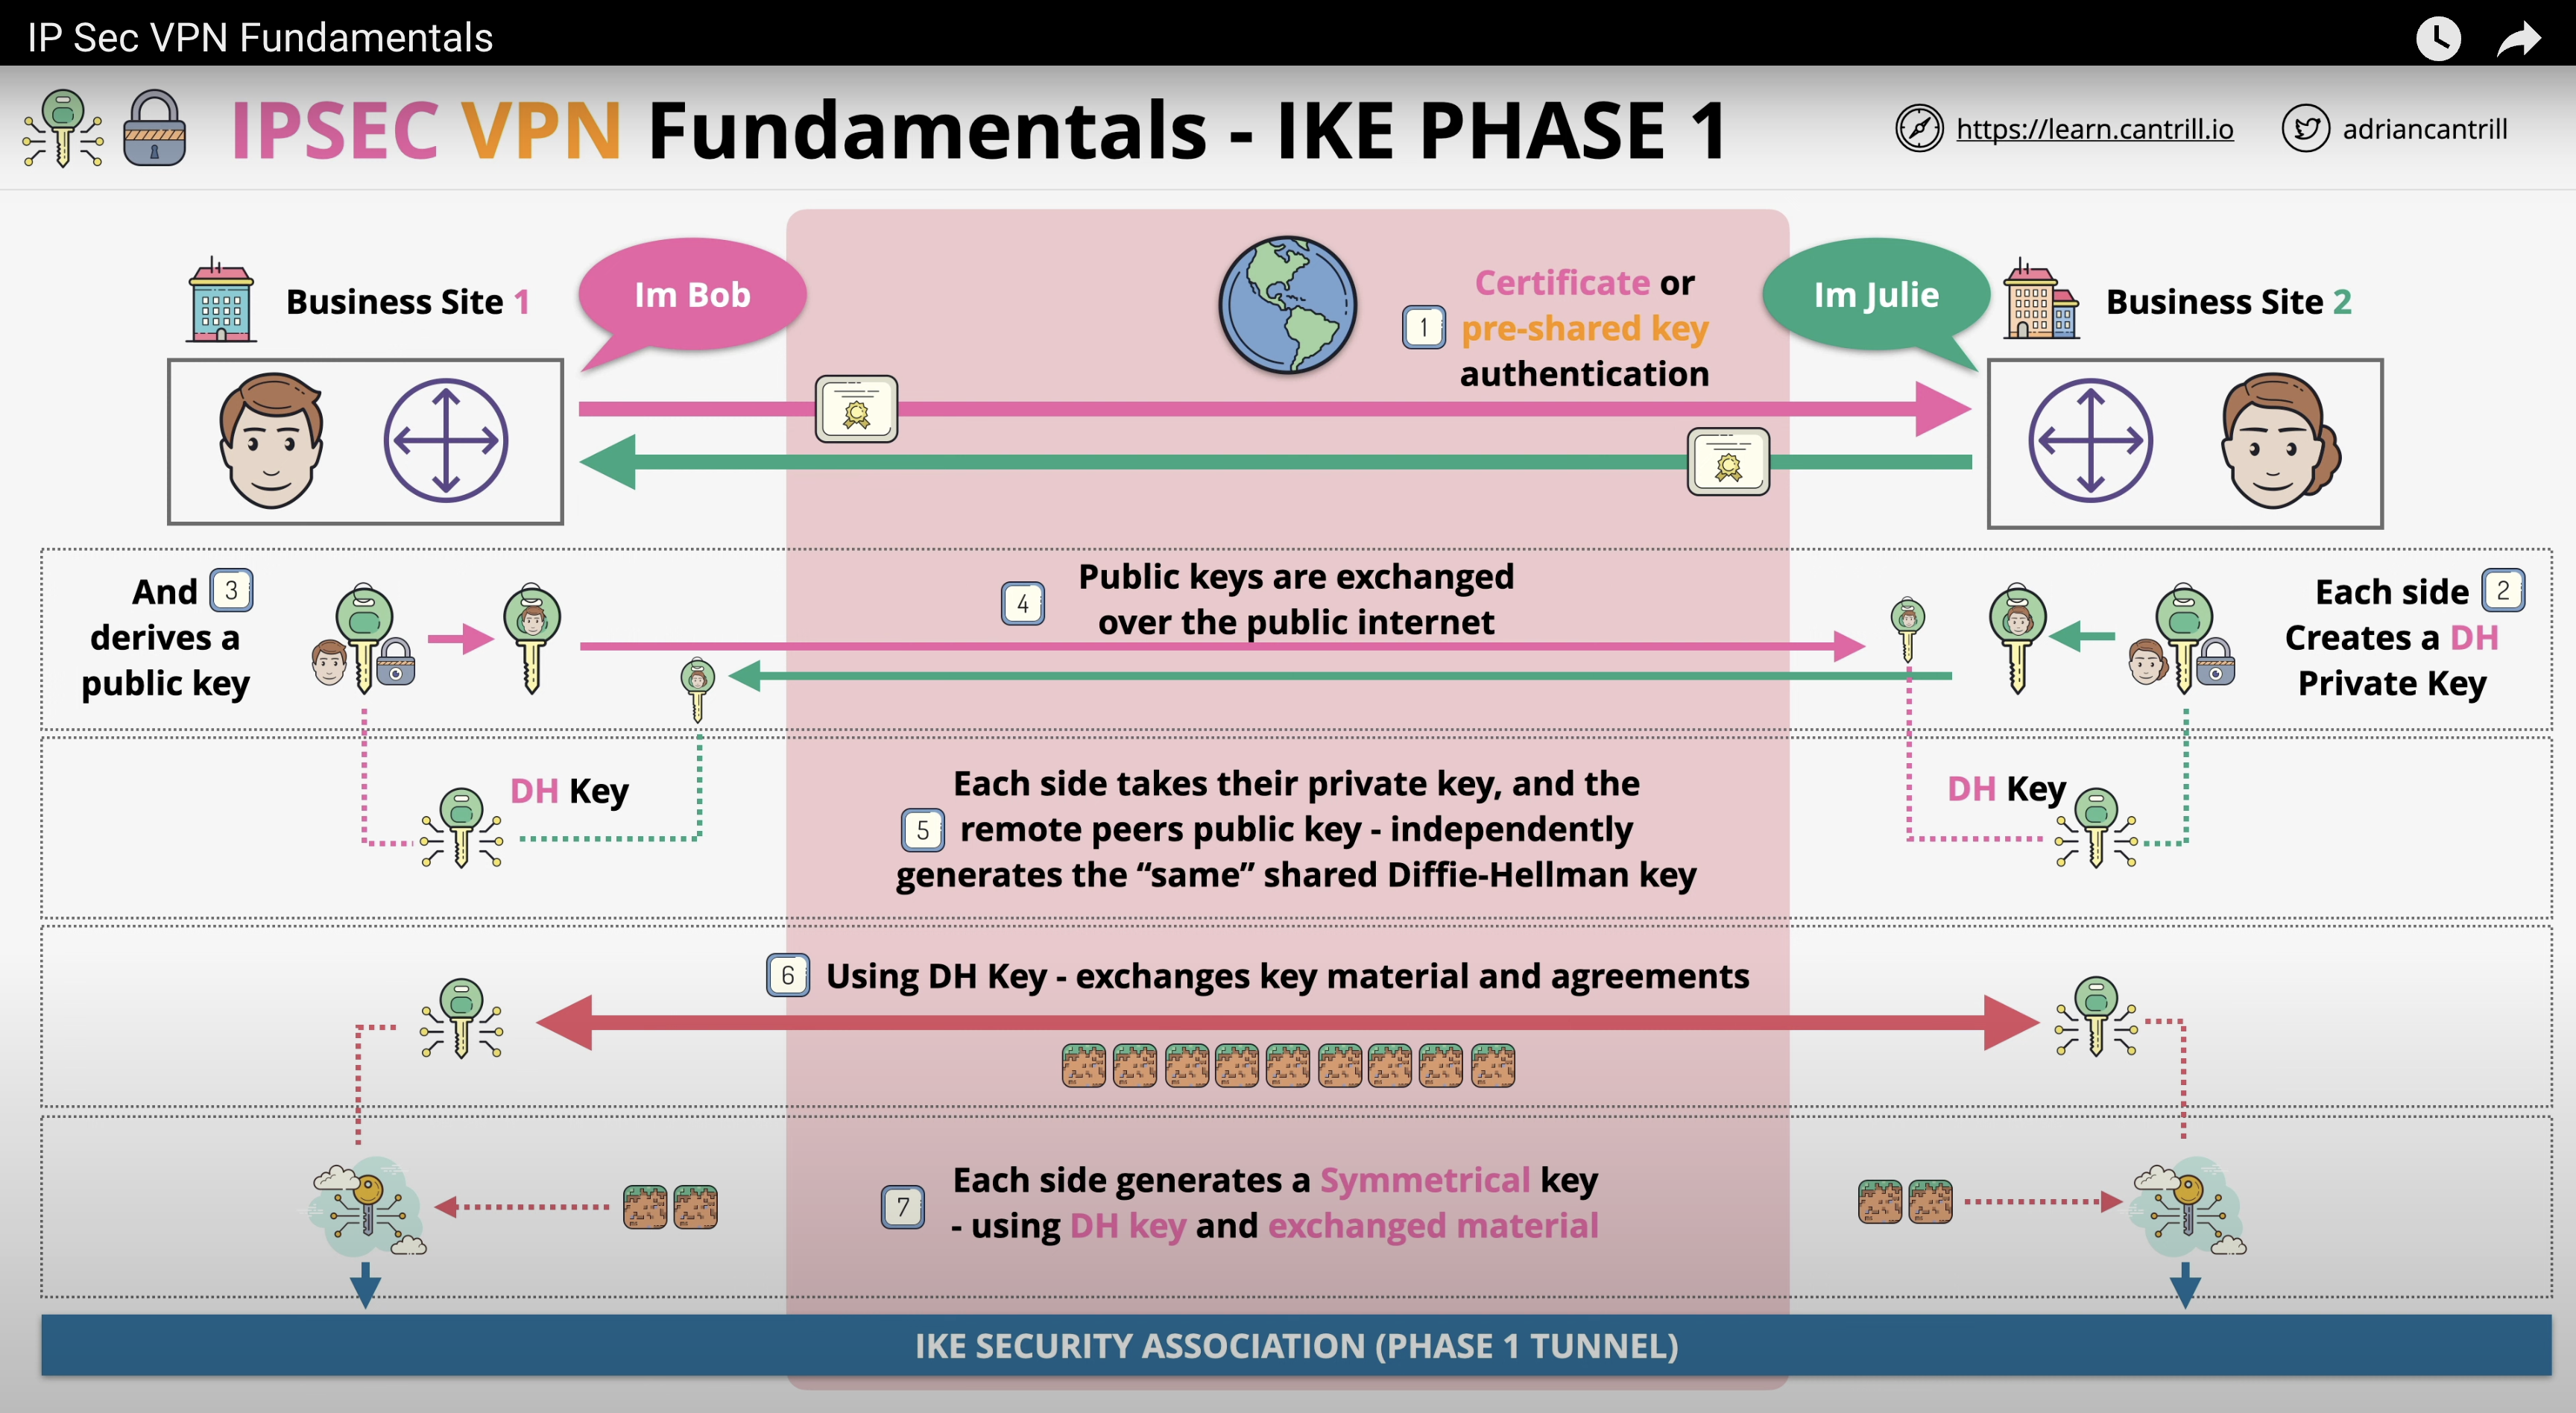 IP Sec VPN Fundamentals
IPSEC VPN Fundamentals - IKE PHASE 1
https://learn.cantrill.io
adriancantrill
Business Site 1
Im Bob
1
Certificate or
pre-shared key
authentication
Im Julie
Business Site 2
And 3
derives a
public key
4
Public keys are exchanged
over the public internet
Each side 2
Creates a DH
Private Key
DH Key
Each side takes their private key, and the
5 remote peers public key - independently
generates the “same” shared Diffie-Hellman key
DH Key
6 Using DH Key - exchanges key material and agreements
7
Each side generates a Symmetrical key
- using DH key and exchanged material
IKE SECURITY ASSOCIATION (PHASE 1 TUNNEL)